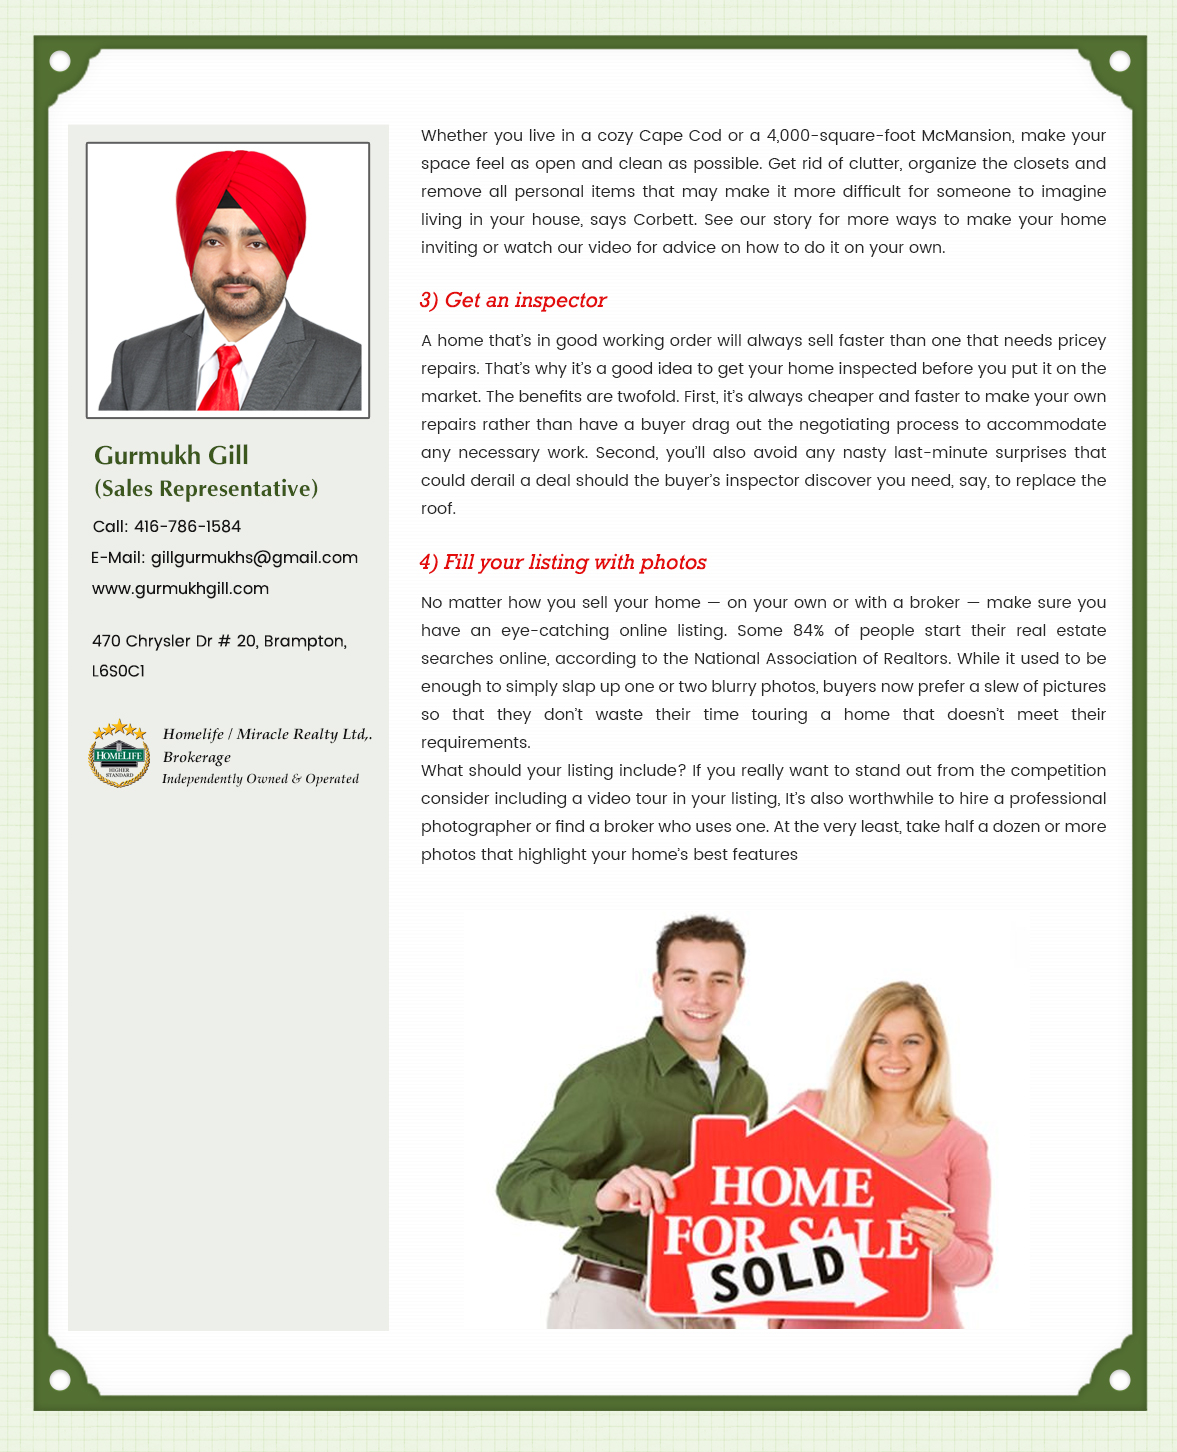 Gurmukh Gill
(Sales Representative)
Call: 416-786-1584
E-Mail: gillgurmukhs@gmail.com
www.gurmukhgill.com
470 Chrysler Dr # 20, Brampton,
L6S0C1
HOMELIFE
HIGHER
STANDARD
Homelife / Miracle Realty Ltd,.
Brokerage
Independently Owned & Operated
Whether you live in a cozy Cape Cod or a 4,000-square-foot McMansion, make your
space feel as open and clean as possible. Get rid of clutter, organize the closets and
remove all personal items that may make it more difficult for someone to imagine
living in your house, says Corbett. See our story for more ways to make your home
inviting or watch our video for advice on how to do it on your own.
3) Get an inspector
A home that’s in good working order will always sell faster than one that needs pricey
repairs. That’s why it’s a good idea to get your home inspected before you put it on the
market. The benefits are twofold. First, it’s always cheaper and faster to make your own
repairs rather than have a buyer drag out the negotiating process to accommodate
any necessary work. Second, you’ll also avoid any nasty last-minute surprises that
could derail a deal should the buyer’s inspector discover you need, say, to replace the
roof.
4) Fill your listing with photos
No matter how you sell your home — on your own or with a broker — make sure you
have an eye-catching online listing. Some 84% of people start their real estate
searches online, according to the National Association of Realtors. While it used to be
enough to simply slap up one or two blurry photos, buyers now prefer a slew of pictures
so that they don’t waste their time touring a home that doesn’t meet their
requirements.
What should your listing include? If you really want to stand out from the competition
consider including a video tour in your listing, It’s also worthwhile to hire a professional
photographer or find a broker who uses one. At the very least, take half a dozen or more
photos that highlight your home’s best features
HOME
FOR SALE
SOLD